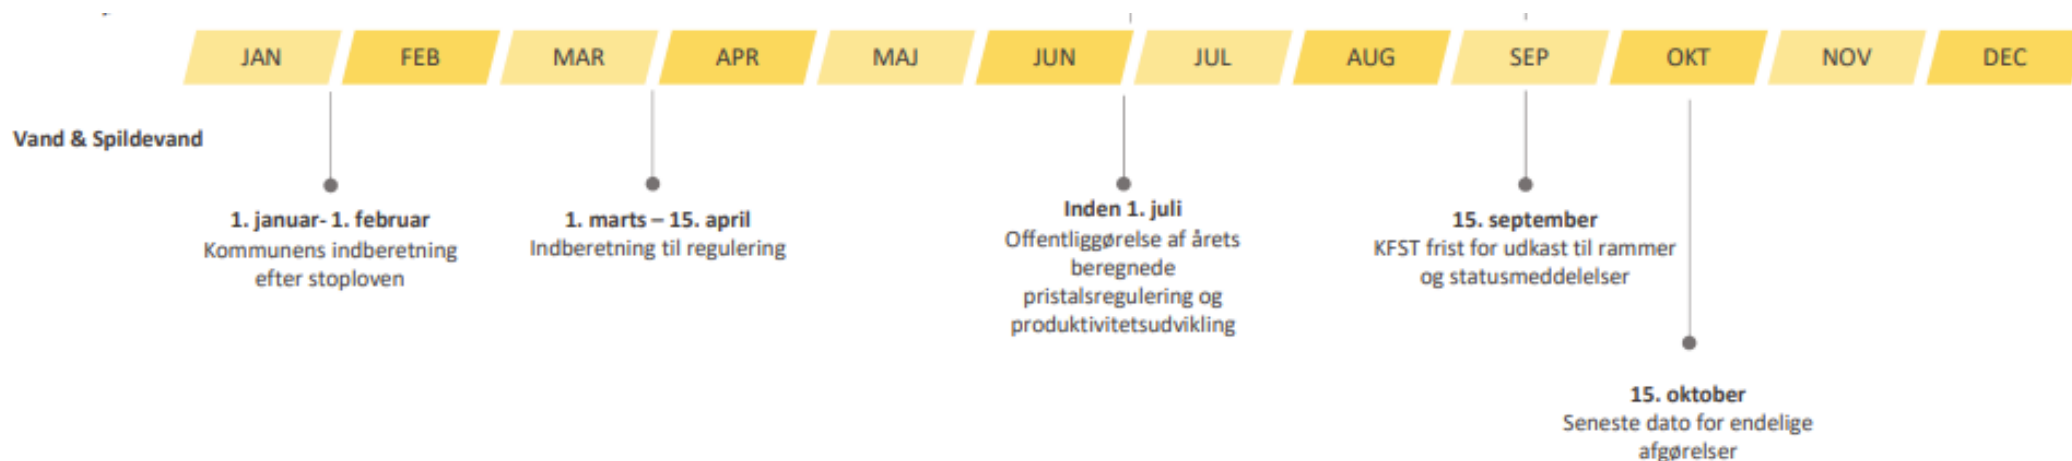 JAN FEB MAR APR MAJ JUN JUL AUG SEP OKT NOV DEC
Vand & Spildevand
1. januar- 1. februar
Kommunens indberetning
efter stoploven
1. marts – 15. april
Indberetning til regulering
Inden 1. juli
Offentliggørelse af årets
beregnede
pristalsregulering og
produktivitetsudvikling
15. september
KFST frist for udkast til rammer
og statusmeddelelser
15. oktober
Seneste dato for endelige
afgørelser